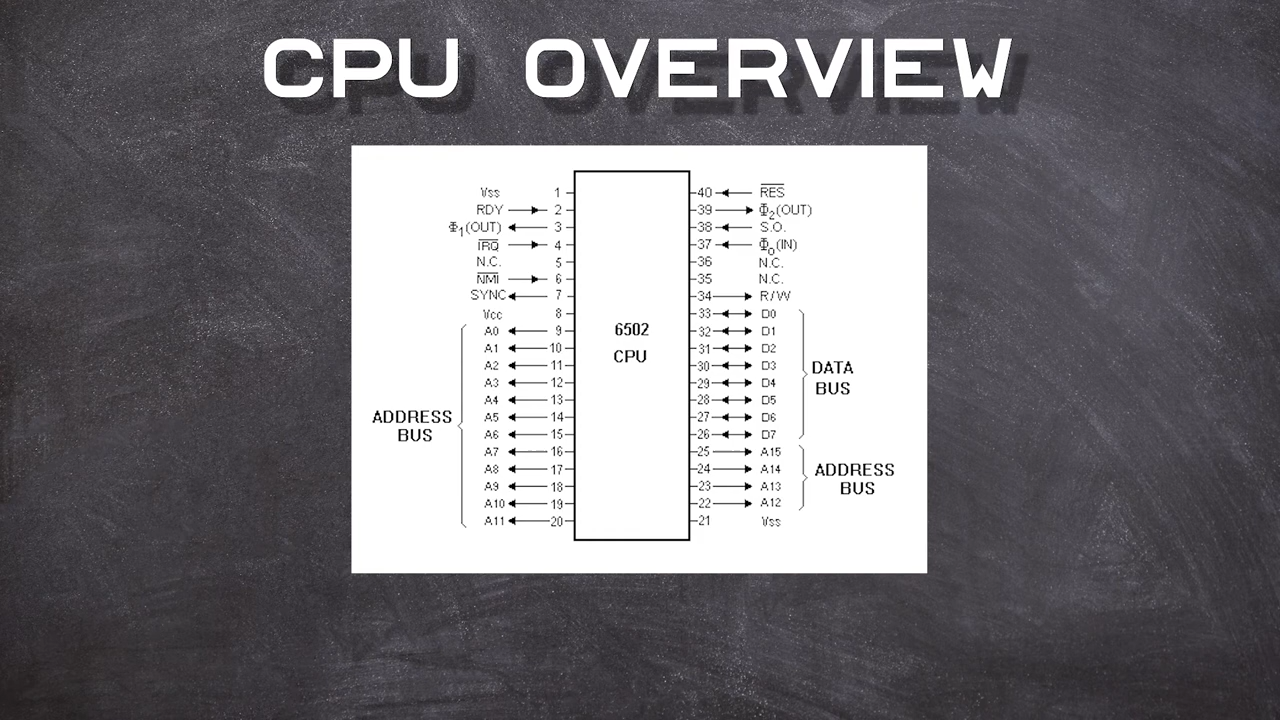 CPU OVERVIEW
Vss 1 40 RES
RDY 2 39 Φ2(OUT)
Φ1(OUT) 3 38 S.O.
IRQ 4 37 Φo(IN)
N.C. 5 36 N.C.
NMI 6 35 N.C.
SYNC 7 34 R/W
Vcc 8 33 D0
A0 9 32 D1
A1 10 31 D2
A2 11 30 D3
A3 12 29 D4
A4 13 28 D5
A5 14 27 D6
A6 15 26 D7
A7 16 25 A15
A8 17 24 A14
A9 18 23 A13
A10 19 22 A12
A11 20 21 Vss
6502
CPU
ADDRESS
BUS
DATA
BUS
ADDRESS
BUS